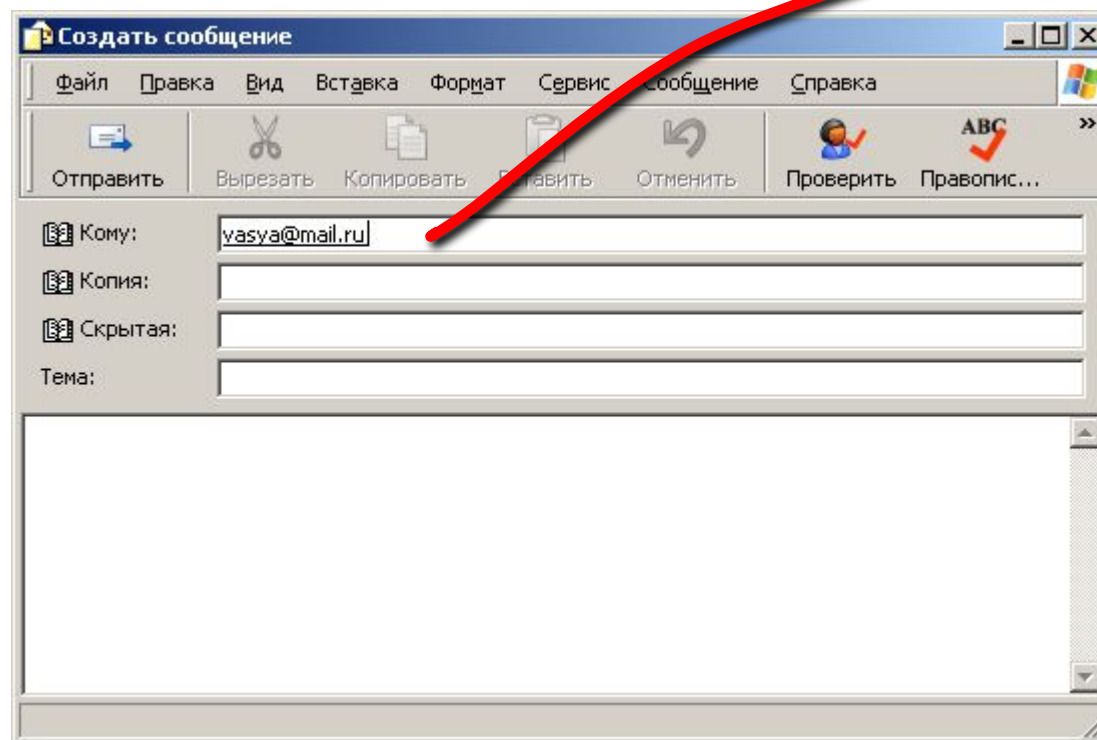 Создать сообщение
Файл Правка Вид Вставка Формат Сервис Сообщение Справка
Отправить Вырезать Копировать Вставить Отменить Проверить ABC Правопис... »
Кому: vasya@mail.ru
Копия:
Скрытая:
Тема: